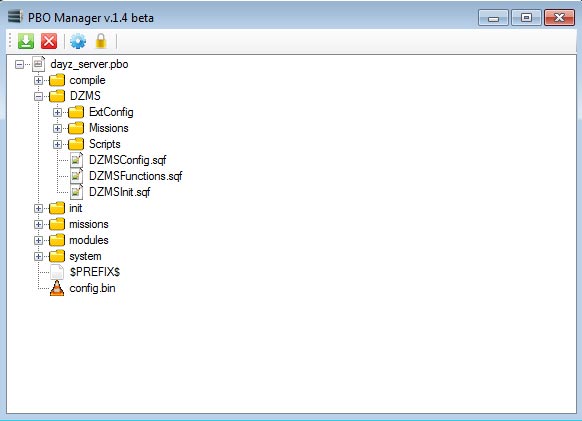 PBO Manager v.1.4 beta
dayz_server.pbo
compile
DZMS
ExtConfig
Missions
Scripts
DZMSConfig.sqf
DZMSFunctions.sqf
DZMSInit.sqf
init
missions
modules
system
$PREFIX$
config.bin